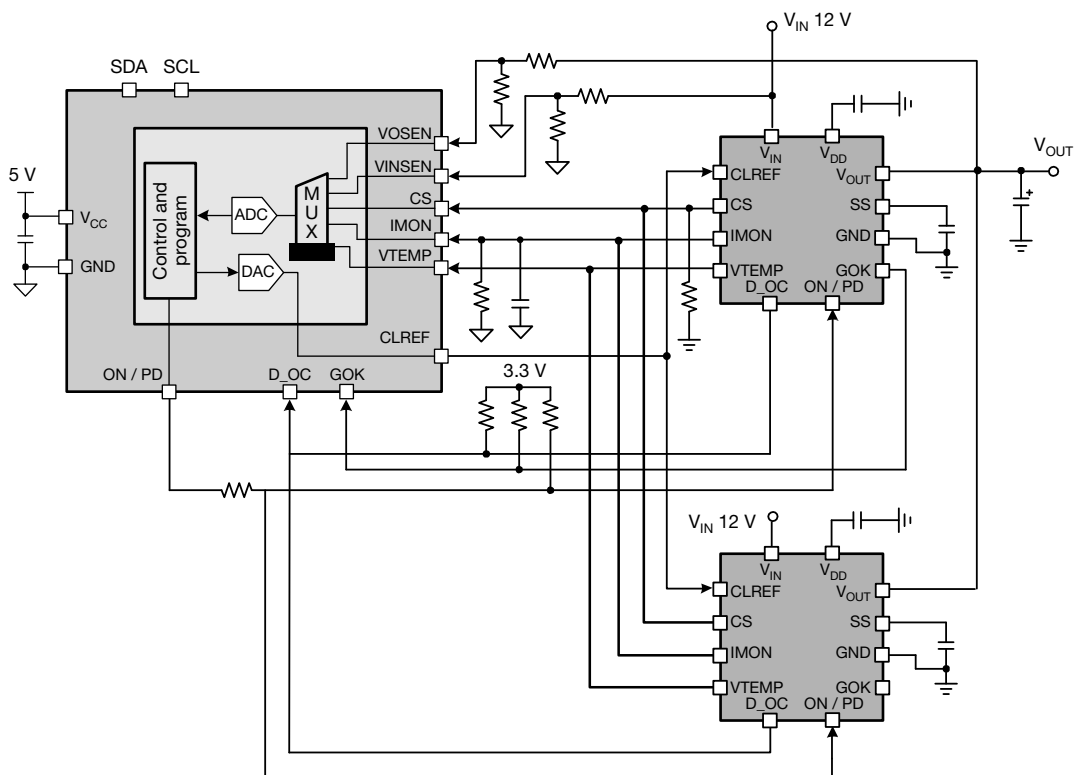 V_IN 12 V
SDA SCL
VOSEN
VINSEN
CS
IMON
VTEMP
CLREF
5 V
V_CC
GND
Control and program
ADC
DAC
MUX
ON / PD
D_OC
GOK
3.3 V
V_IN
V_DD
CLREF
V_OUT
CS
SS
IMON
GND
VTEMP
GOK
D_OC
ON / PD
V_OUT
V_IN 12 V
V_IN
V_DD
CLREF
V_OUT
CS
SS
IMON
GND
VTEMP
GOK
D_OC
ON / PD